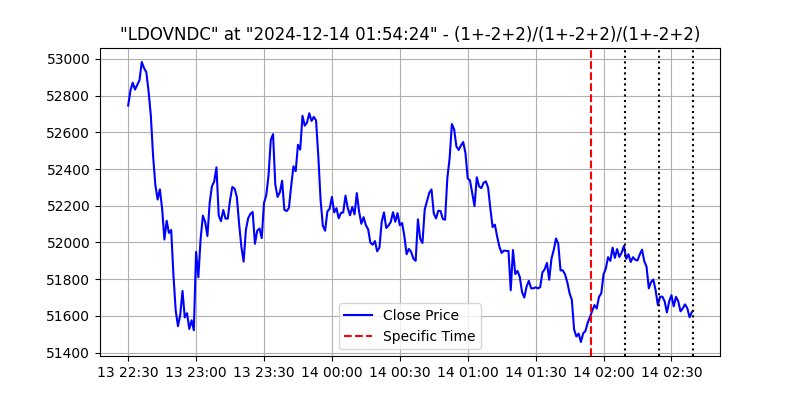 "LDOVNDC" at "2024-12-14 01:54:24" - (1+-2+2)/(1+-2+2)/(1+-2+2)
53000
52800
52600
52400
52200
52000
51800
51600
51400
Close Price
Specific Time
13 22:30 13 23:00 13 23:30 14 00:00 14 00:30 14 01:00 14 01:30 14 02:00 14 02:30